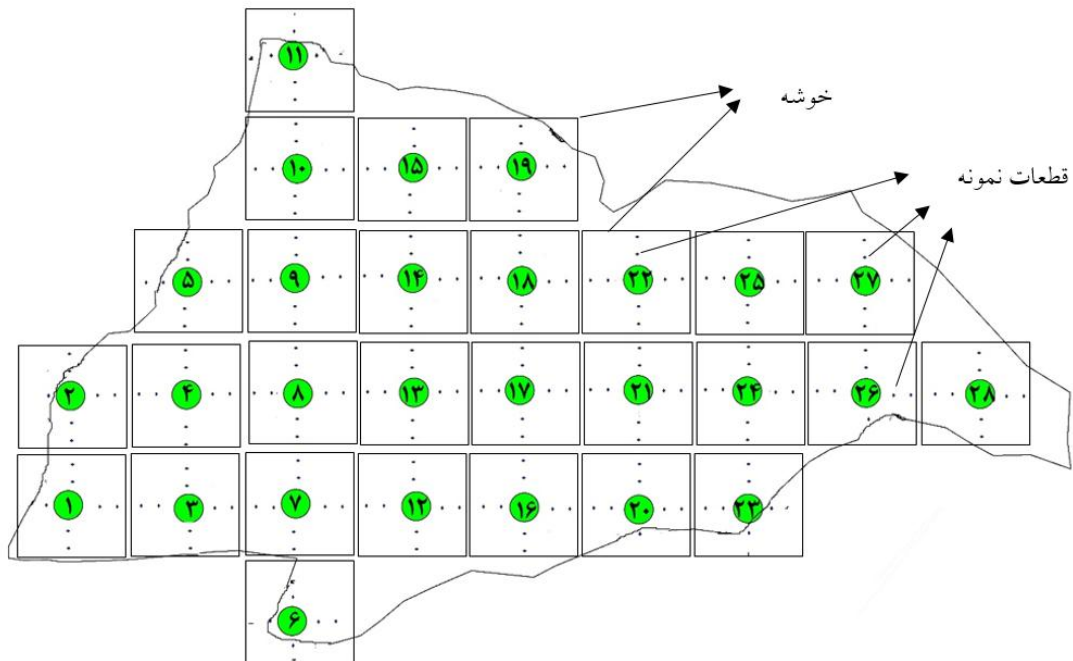 ۱۱
خوشه
۱۰ ۱۵ ۱۹
قطعات نمونه
۵ ۹ ۱۴ ۱۸ ۲۲ ۲۵ ۲۷
۲ ۴ ۸ ۱۳ ۱۷ ۲۱ ۲۴ ۲۶ ۲۸
۱ ۳ ۷ ۱۲ ۱۶ ۲۰ ۲۳
۶